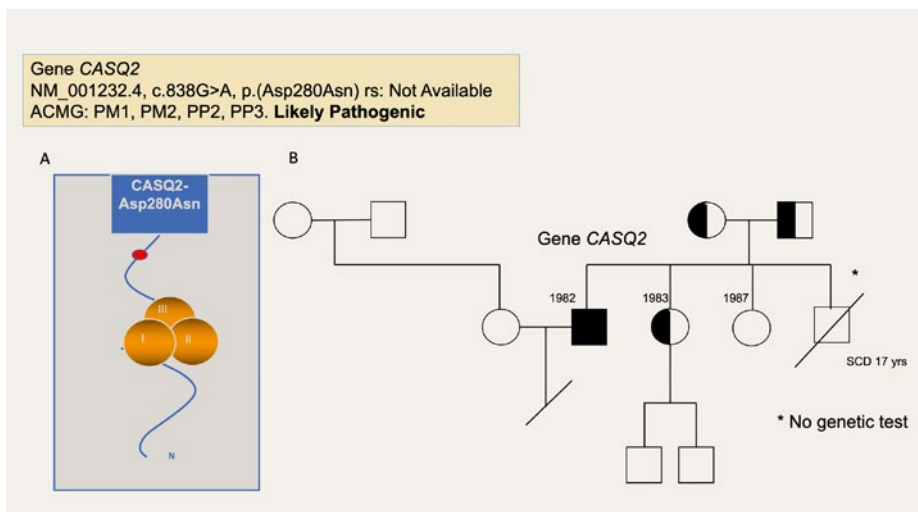 Gene CASQ2
NM_001232.4, c.838G>A, p.(Asp280Asn) rs: Not Available
ACMG: PM1, PM2, PP2, PP3. Likely Pathogenic
A
B
CASQ2-
Asp280Asn
III
I
II
N
Gene CASQ2
*
1982
1983
1987
SCD 17 yrs
* No genetic test